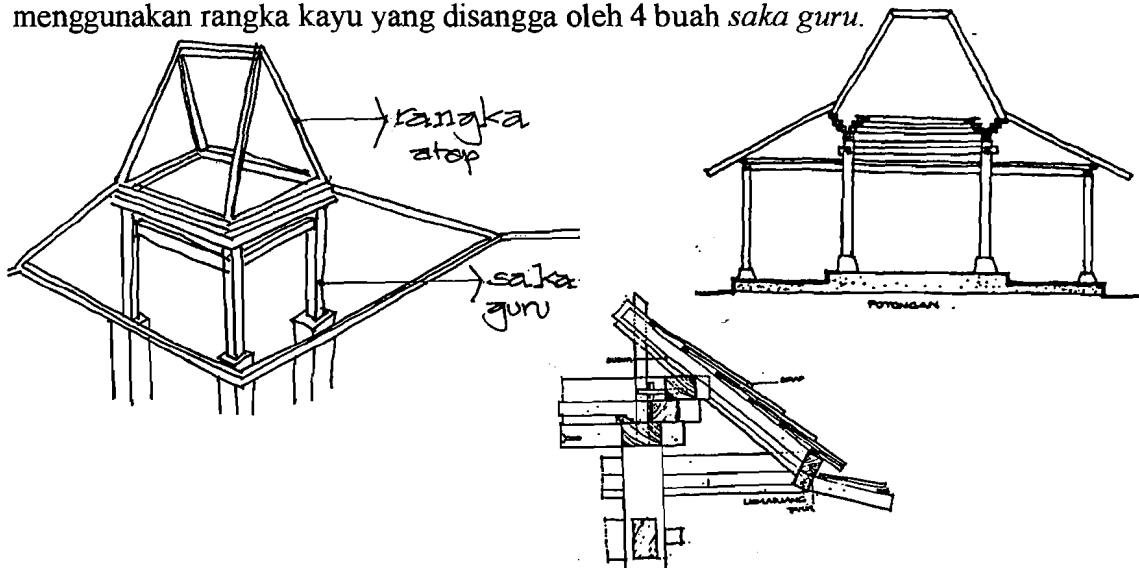 menggunakan rangka kayu yang disangga oleh 4 buah saka guru.
rangka
atap
saka
guru
POTONGAN